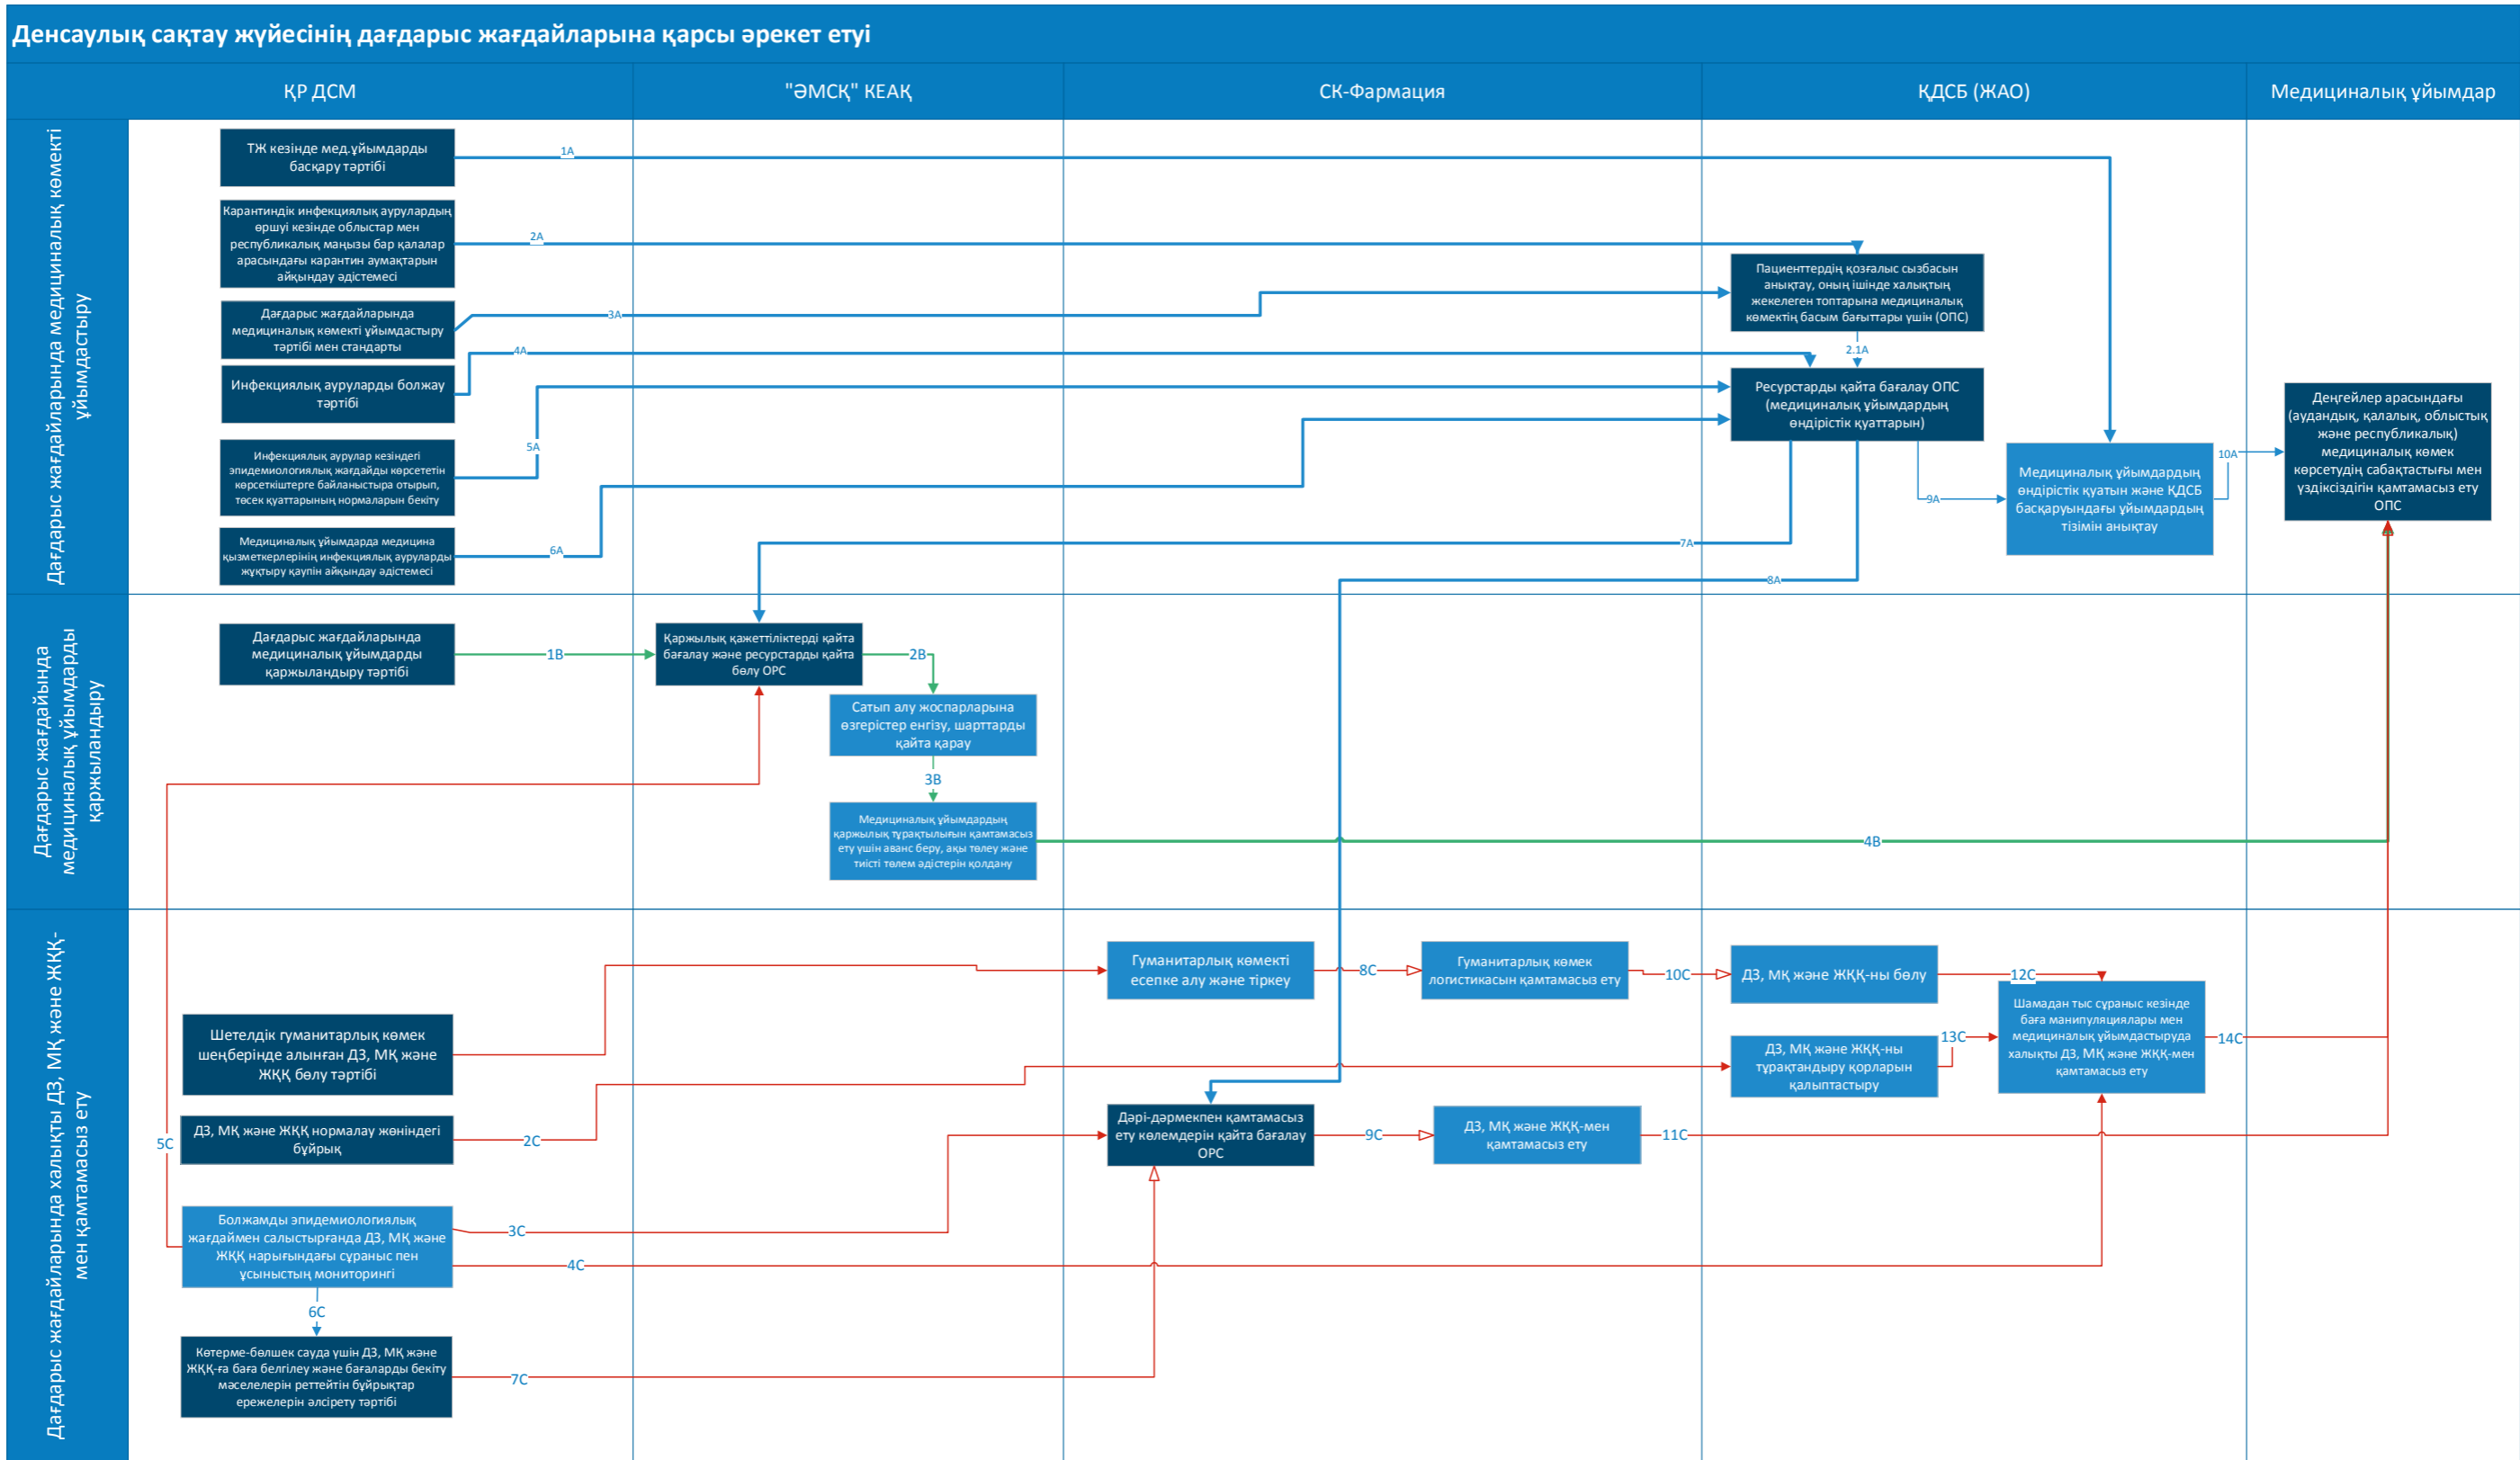 Денсаулық сақтау жүйесінің дағдарыс жағдайларына қарсы әрекет етуі
ҚР ДСМ
"ӘМСҚ" КЕАҚ
СК-Фармация
ҚДСБ (ЖАО)
Медициналық ұйымдар
Дағдарыс жағдайларында медициналық көмекті
ұйымдастыру
ТЖ кезінде мед.ұйымдарды
басқару тәртібі
1А
Карантиндік инфекциялық аурулардың
өршуі кезінде облыстар мен
республикалық маңызы бар қалалар
арасындағы карантин аумақтарын
айқындау әдістемесі
2А
Дағдарыс жағдайларында
медициналық көмекті ұйымдастыру
тәртібі мен стандарты
3А
Инфекциялық ауруларды болжау
тәртібі
4А
Инфекциялық аурулар кезіндегі
эпидемиологиялық жағдайды көрсететін
көрсеткіштерге байланыстыра отырып,
төсек қуаттарының нормаларын бекіту
5А
Медициналық ұйымдарда медицина
қызметкерлерінің инфекциялық ауруларды
жұқтыру қаупін айқындау әдістемесі
6А
Пациенттердің қозғалыс сызбасын
анықтау, оның ішінде халықтың
жекелеген топтарына медициналық
көмектің басым бағыттары үшін (ОПС)
2.1А
Ресурстарды қайта бағалау ОПС
(медициналық ұйымдардың
өндірістік қуаттарын)
7А
8А
9А
Медициналық ұйымдардың
өндірістік қуатын және ҚДСБ
басқаруындағы ұйымдардың
тізімін анықтау
10А
Деңгейлер арасындағы
(аудандық, қалалық, облыстық
және республикалық)
медициналық көмек
көрсетудің сабақтастығы мен
үздіксіздігін қамтамасыз ету
ОПС
Дағдарыс жағдайында
медициналық ұйымдарды
қаржыландыру
Дағдарыс жағдайларында
медициналық ұйымдарды
қаржыландыру тәртібі
1В
Қаржылық қажеттіліктерді қайта
бағалау және ресурстарды қайта
бөлу ОРС
2В
Сатып алу жоспарларына
өзгерістер енгізу, шарттарды
қайта қарау
3В
Медициналық ұйымдардың
қаржылық тұрақтылығын қамтамасыз
ету үшін аванс беру, ақы төлеу және
тиісті төлем әдістерін қолдану
4В
Дағдарыс жағдайларында халықты ДЗ, МҚ және ЖҚҚ-
мен қамтамасыз ету
Шетелдік гуманитарлық көмек
шеңберінде алынған ДЗ, МҚ және
ЖҚҚ бөлу тәртібі
ДЗ, МҚ және ЖҚҚ нормалау жөніндегі
бұйрық
2С
5С
Болжамды эпидемиологиялық
жағдаймен салыстырғанда ДЗ, МҚ және
ЖҚҚ нарығындағы сұраныс пен
ұсыныстың мониторингі
3С
4С
6С
Көтерме-бөлшек сауда үшін ДЗ, МҚ және
ЖҚҚ-ға баға белгілеу және бағаларды бекіту
мәселелерін реттейтін бұйрықтар
ережелерін әлсірету тәртібі
7С
Гуманитарлық көмекті
есепке алу және тіркеу
8С
Гуманитарлық көмек
логистикасын қамтамасыз ету
10С
ДЗ, МҚ және ЖҚҚ-ны бөлу
12С
ДЗ, МҚ және ЖҚҚ-ны
тұрақтандыру қорларын
қалыптастыру
13С
Шамадан тыс сұраныс кезінде
баға манипуляциялары мен
медициналық ұйымдастыруда
халықты ДЗ, МҚ және ЖҚҚ-мен
қамтамасыз ету
14С
Дәрі-дәрмекпен қамтамасыз
ету көлемдерін қайта бағалау
ОРС
9С
ДЗ, МҚ және ЖҚҚ-мен
қамтамасыз ету
11С